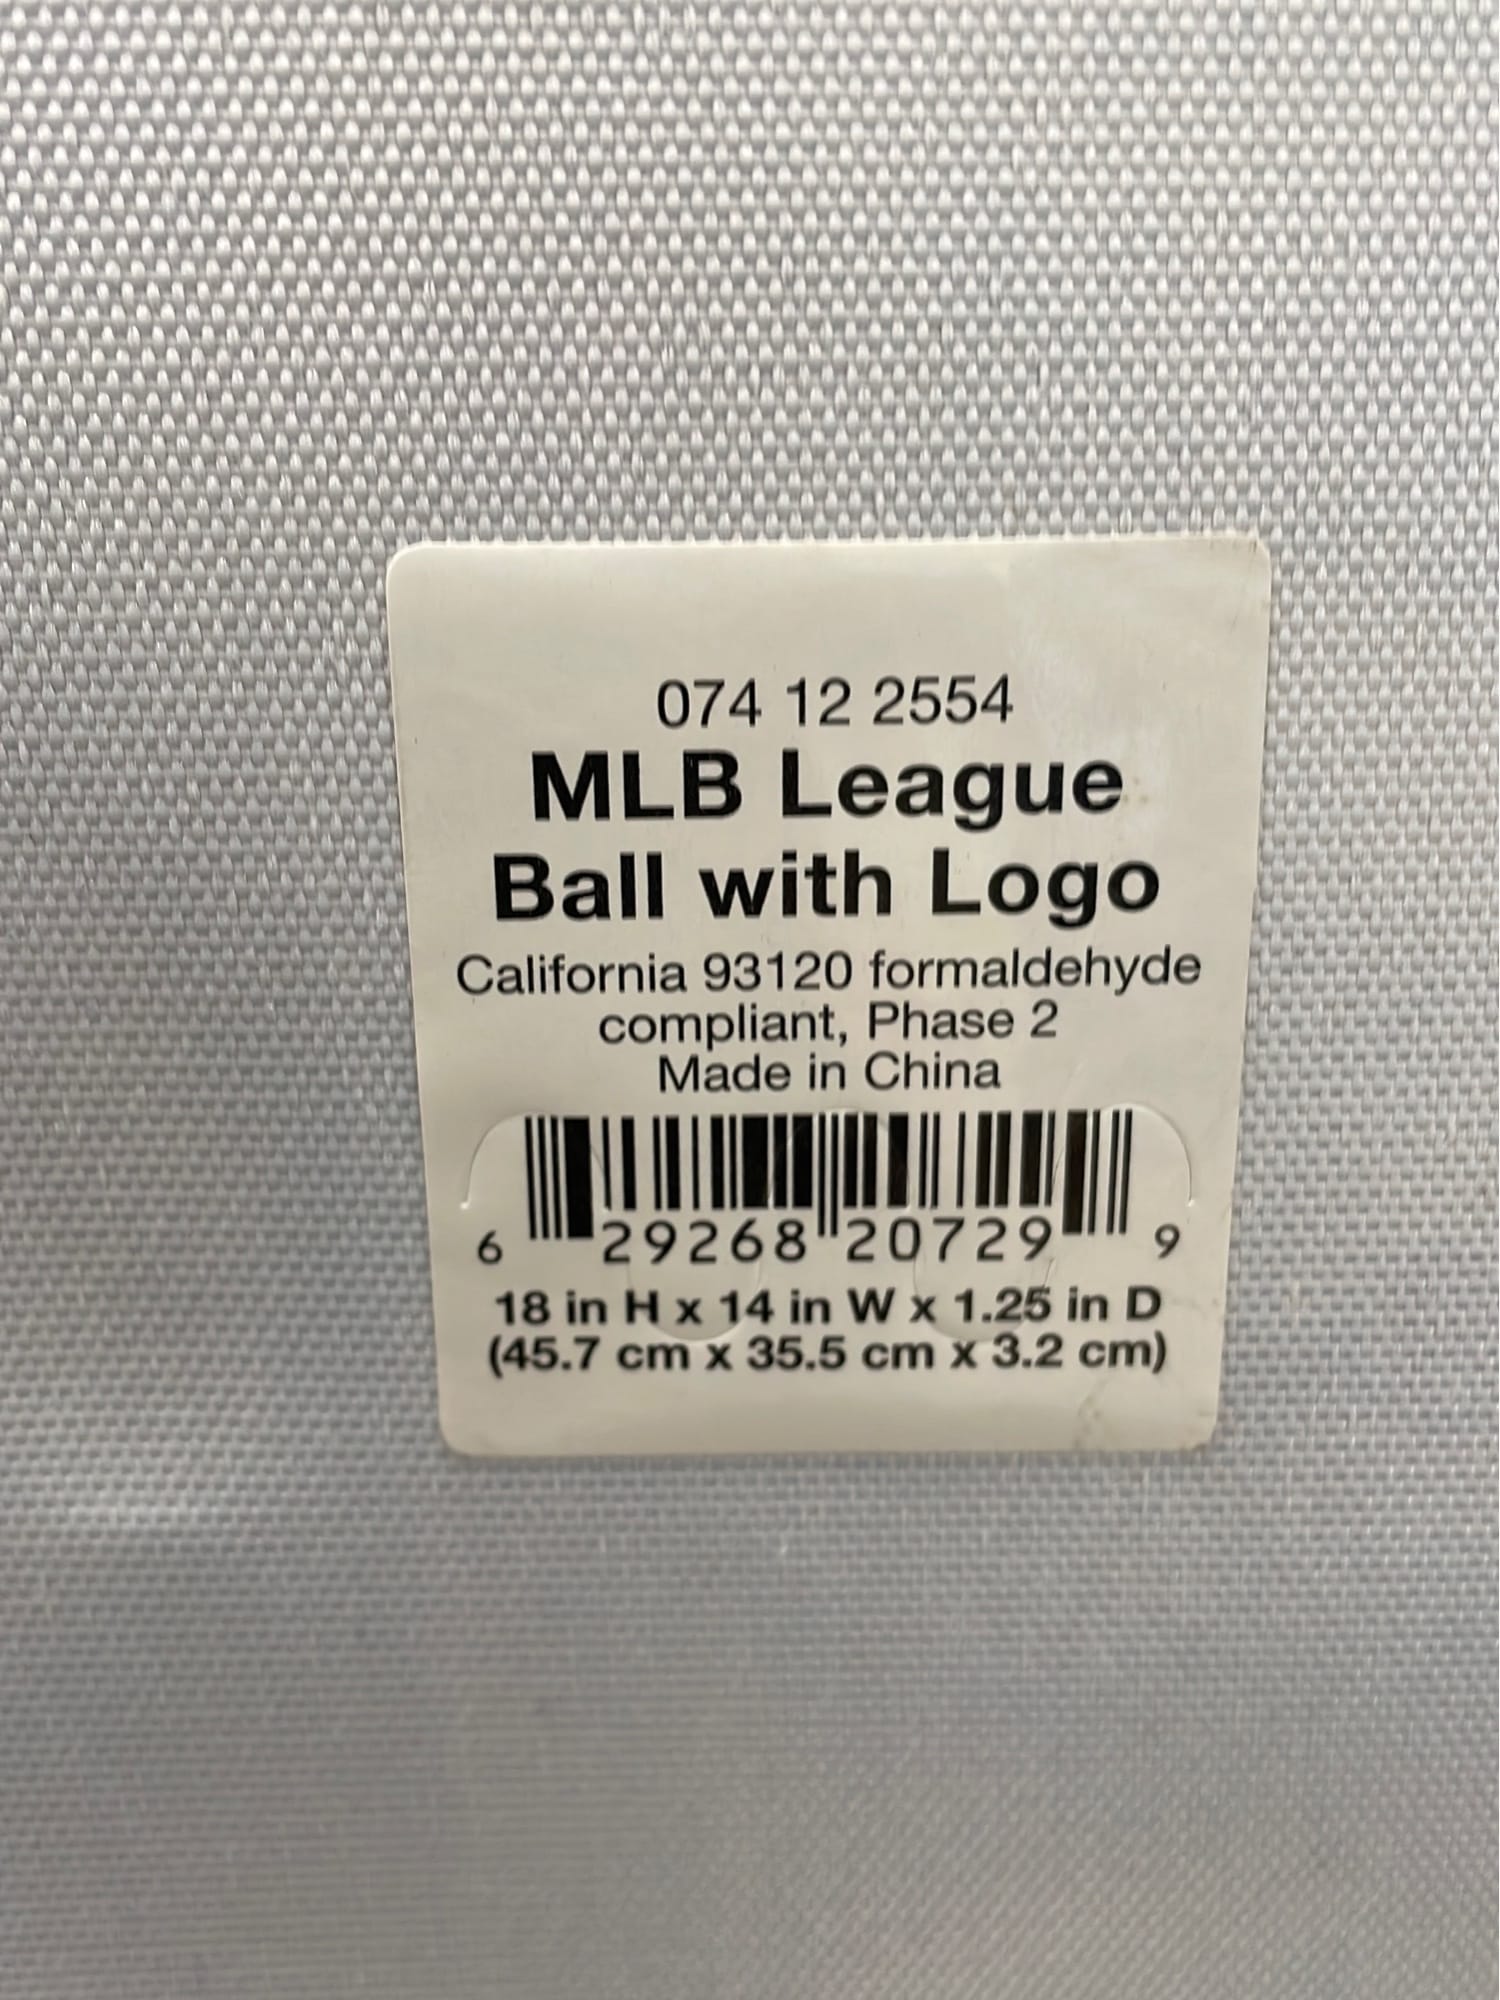 074 12 2554
MLB League
Ball with Logo
California 93120 formaldehyde
compliant, Phase 2
Made in China
6 29268 20729 9
18 in H x 14 in W x 1.25 in D
(45.7 cm x 35.5 cm x 3.2 cm)